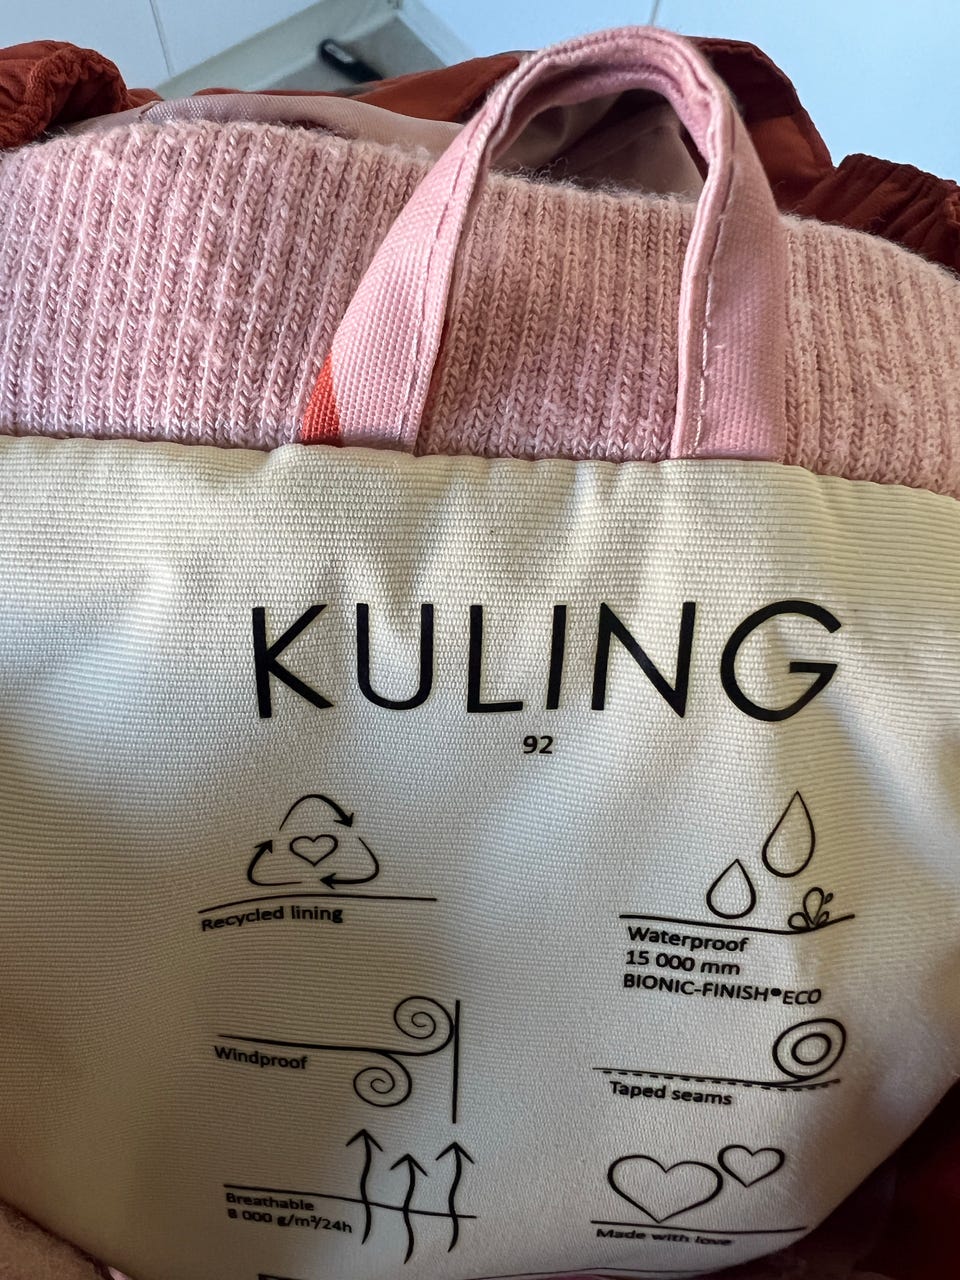 KULING
92
Recycled lining
Waterproof
15 000 mm
BIONIC-FINISH®ECO
Windproof
Taped seams
Breathable
8 000 g/m²/24h
Made with love